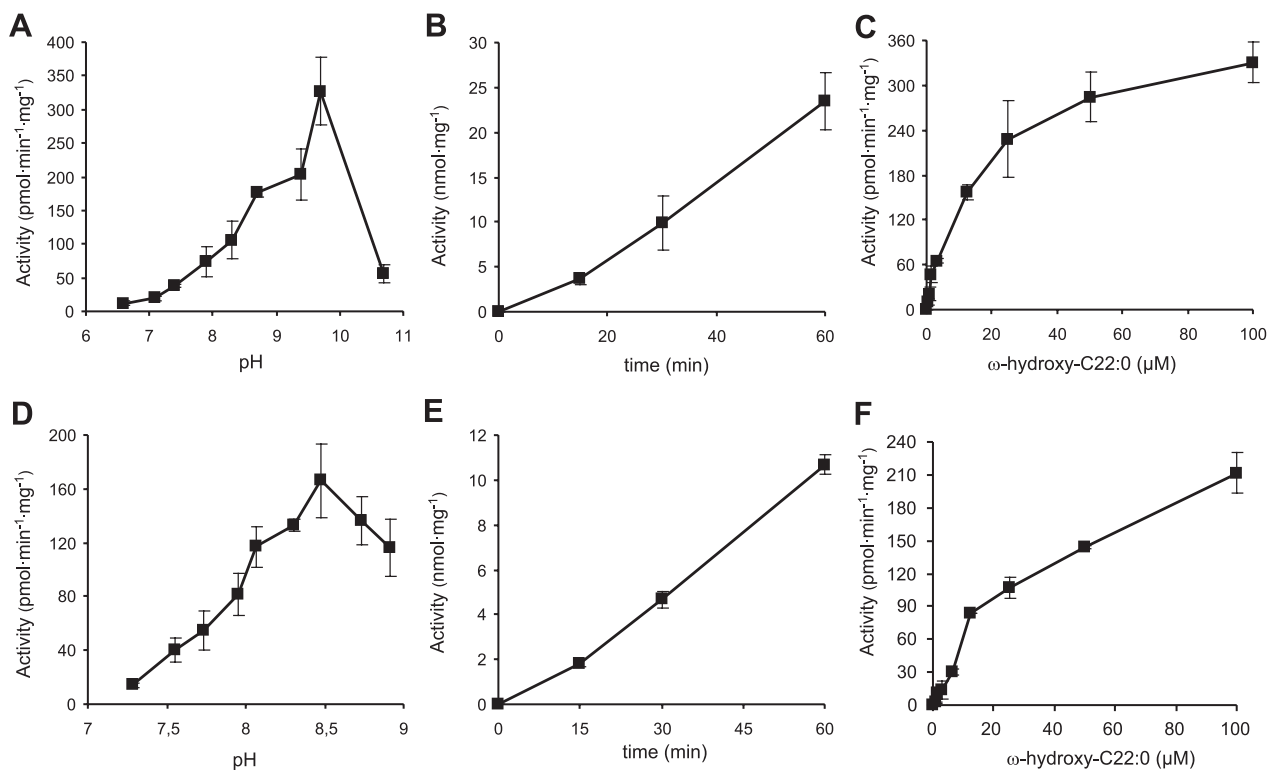 A
Activity (pmol·min⁻¹·mg⁻¹)
400
350
300
250
200
150
100
50
0
6 7 8 9 10 11
pH
B
Activity (nmol·mg⁻¹)
30
25
20
15
10
5
0
0 20 40 60
time (min)
C
Activity (pmol·min⁻¹·mg⁻¹)
360
300
240
180
120
60
0
0 20 40 60 80 100
ω-hydroxy-C22:0 (µM)
D
Activity (pmol·min⁻¹·mg⁻¹)
200
160
120
80
40
0
7 7,5 8 8,5 9
pH
E
Activity (nmol·mg⁻¹)
12
10
8
6
4
2
0
0 15 30 45 60
time (min)
F
Activity (pmol·min⁻¹·mg⁻¹)
240
210
150
120
90
60
30
0
0 20 40 60 80 100
ω-hydroxy-C22:0 (µM)